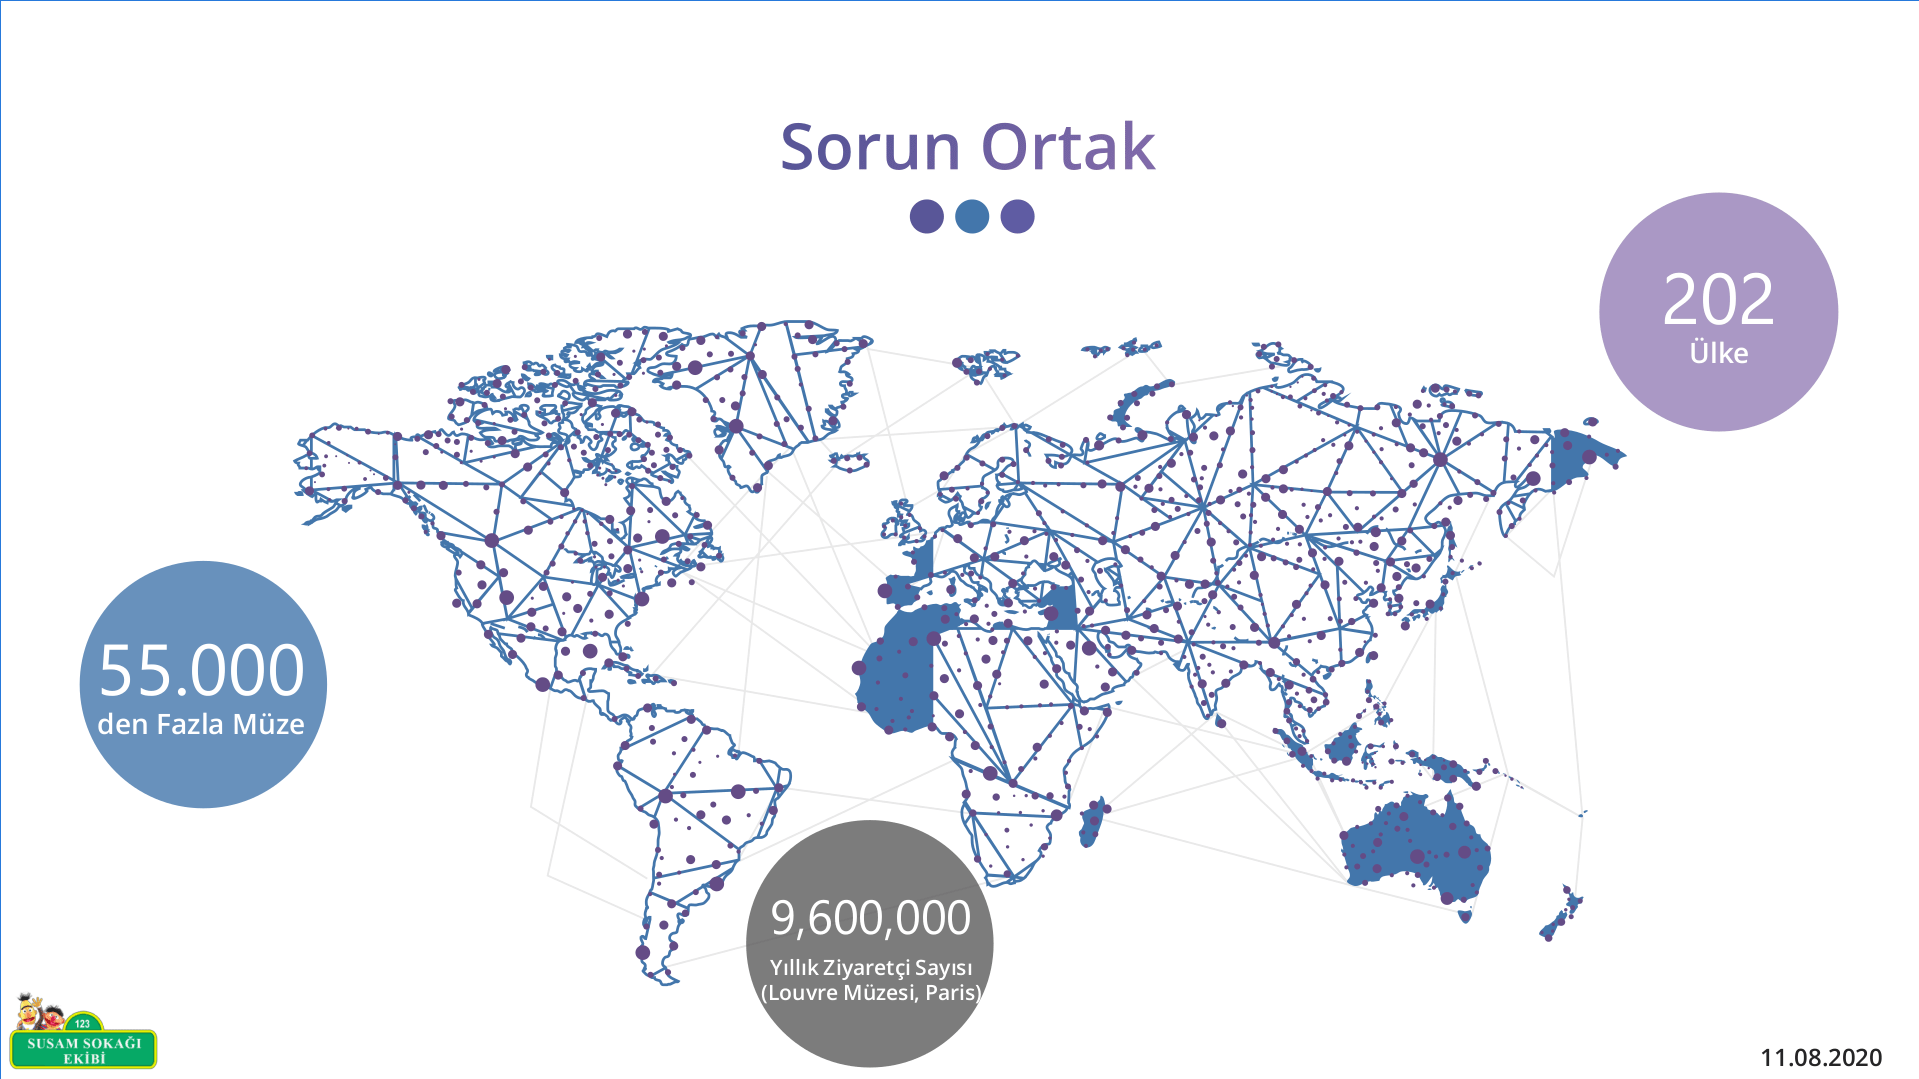 Sorun Ortak
202
Ülke
55.000
den Fazla Müze
9,600,000
Yıllık Ziyaretçi Sayısı
(Louvre Müzesi, Paris)
123
SUSAM SOKAĞI
EKİBİ
11.08.2020